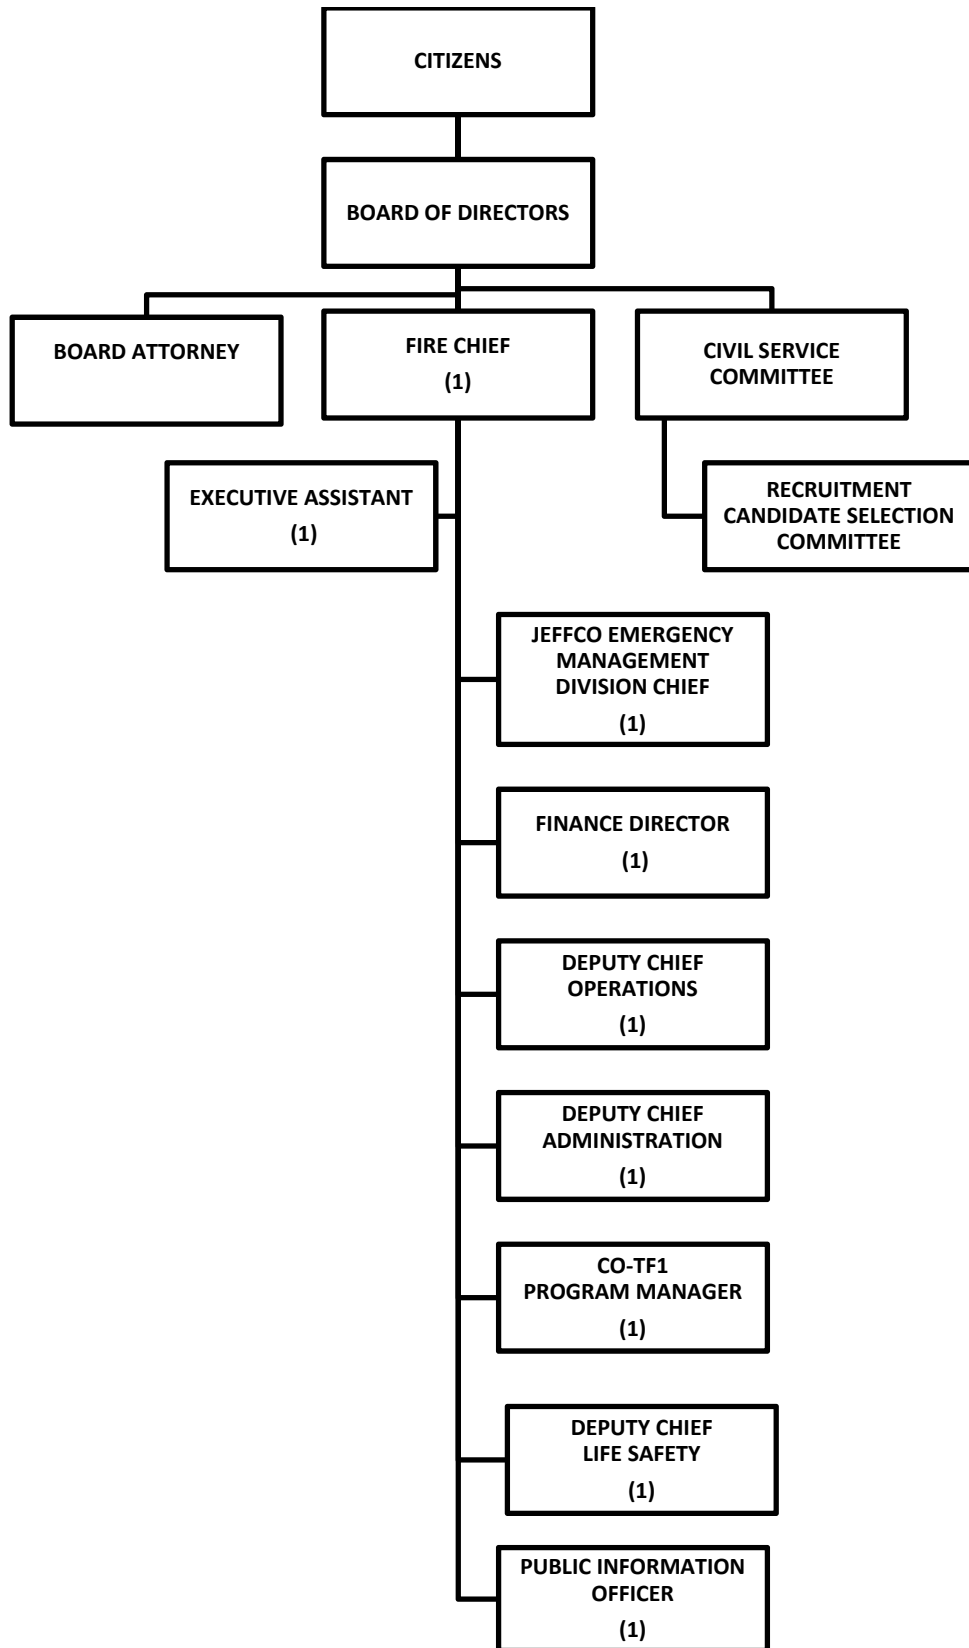 CITIZENS
BOARD OF DIRECTORS
BOARD ATTORNEY
FIRE CHIEF
(1)
CIVIL SERVICE
COMMITTEE
EXECUTIVE ASSISTANT
(1)
RECRUITMENT
CANDIDATE SELECTION
COMMITTEE
JEFFCO EMERGENCY
MANAGEMENT
DIVISION CHIEF
(1)
FINANCE DIRECTOR
(1)
DEPUTY CHIEF
OPERATIONS
(1)
DEPUTY CHIEF
ADMINISTRATION
(1)
CO-TF1
PROGRAM MANAGER
(1)
DEPUTY CHIEF
LIFE SAFETY
(1)
PUBLIC INFORMATION
OFFICER
(1)